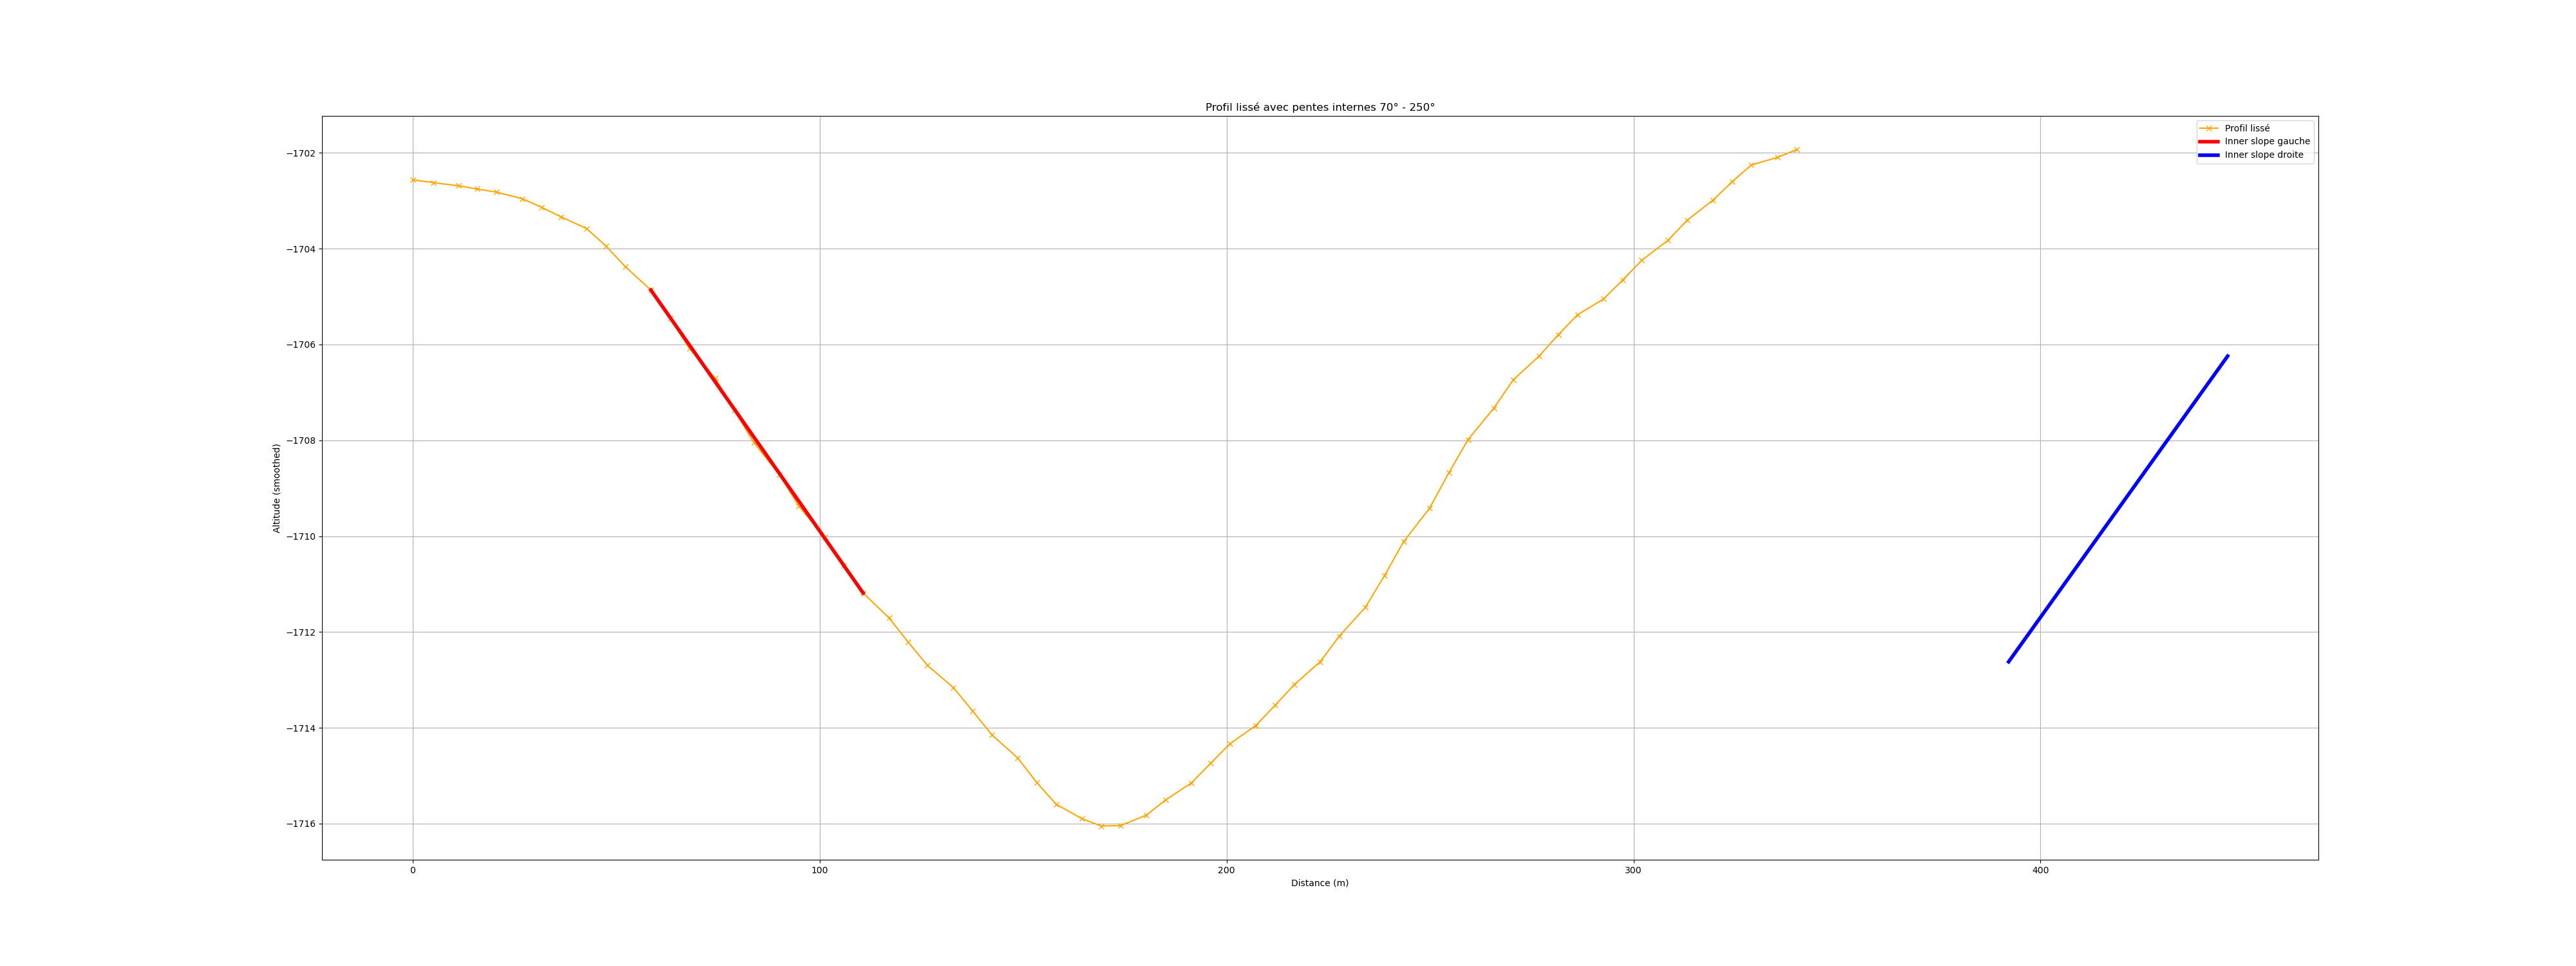 Profil lissé avec pentes internes 70° - 250°
Profil lissé
Inner slope gauche
Inner slope droite
−1702
−1704
−1706
−1708
−1710
−1712
−1714
−1716
Altitude (smoothed)
0 100 200 300 400
Distance (m)